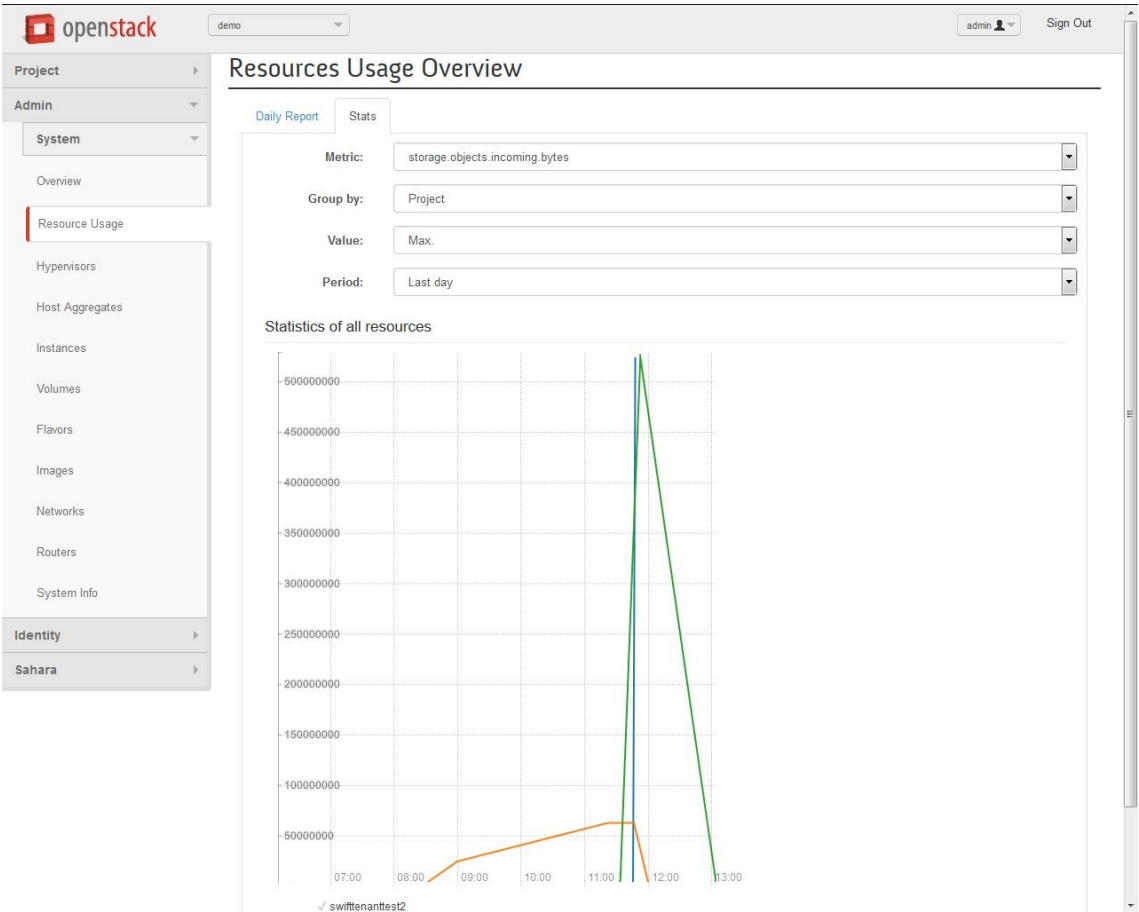 openstack
demo
admin
Sign Out
Project
Admin
System
Overview
Resource Usage
Hypervisors
Host Aggregates
Instances
Volumes
Flavors
Images
Networks
Routers
System Info
Identity
Sahara
Resources Usage Overview
Daily Report
Stats
Metric: storage.objects.incoming.bytes
Group by: Project
Value: Max.
Period: Last day
Statistics of all resources
500000000
450000000
400000000
350000000
300000000
250000000
200000000
150000000
100000000
50000000
07:00 08:00 09:00 10:00 11:00 12:00 13:00
swifttenanttest2